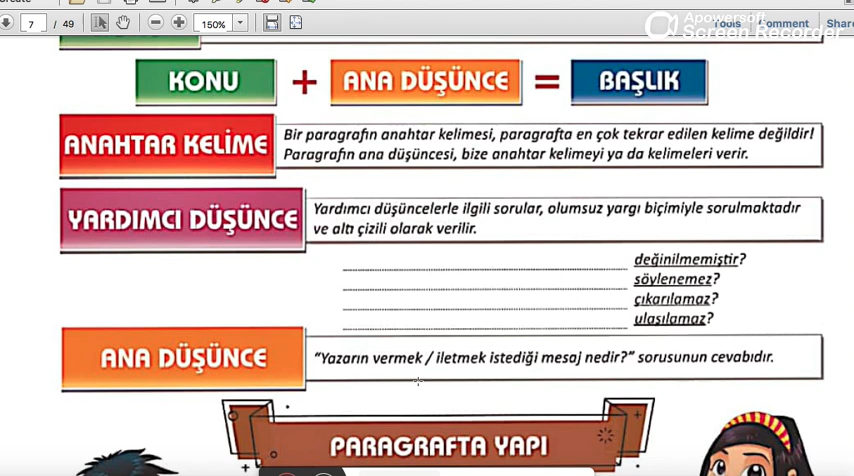 7 / 49
150%
Tools
Comment
Share
Apowersoft
Screen Recorder
KONU + ANA DÜŞÜNCE = BAŞLIK
ANAHTAR KELİME
Bir paragrafın anahtar kelimesi, paragrafta en çok tekrar edilen kelime değildir!
Paragrafın ana düşüncesi, bize anahtar kelimeyi ya da kelimeleri verir.
YARDIMCI DÜŞÜNCE
Yardımcı düşüncelerle ilgili sorular, olumsuz yargı biçimiyle sorulmaktadır
ve altı çizili olarak verilir.
değinilmemiştir?
söylenemez?
çıkarılamaz?
ulaşılamaz?
ANA DÜŞÜNCE
“Yazarın vermek / iletmek istediği mesaj nedir?” sorusunun cevabıdır.
PARAGRAFTA YAPI